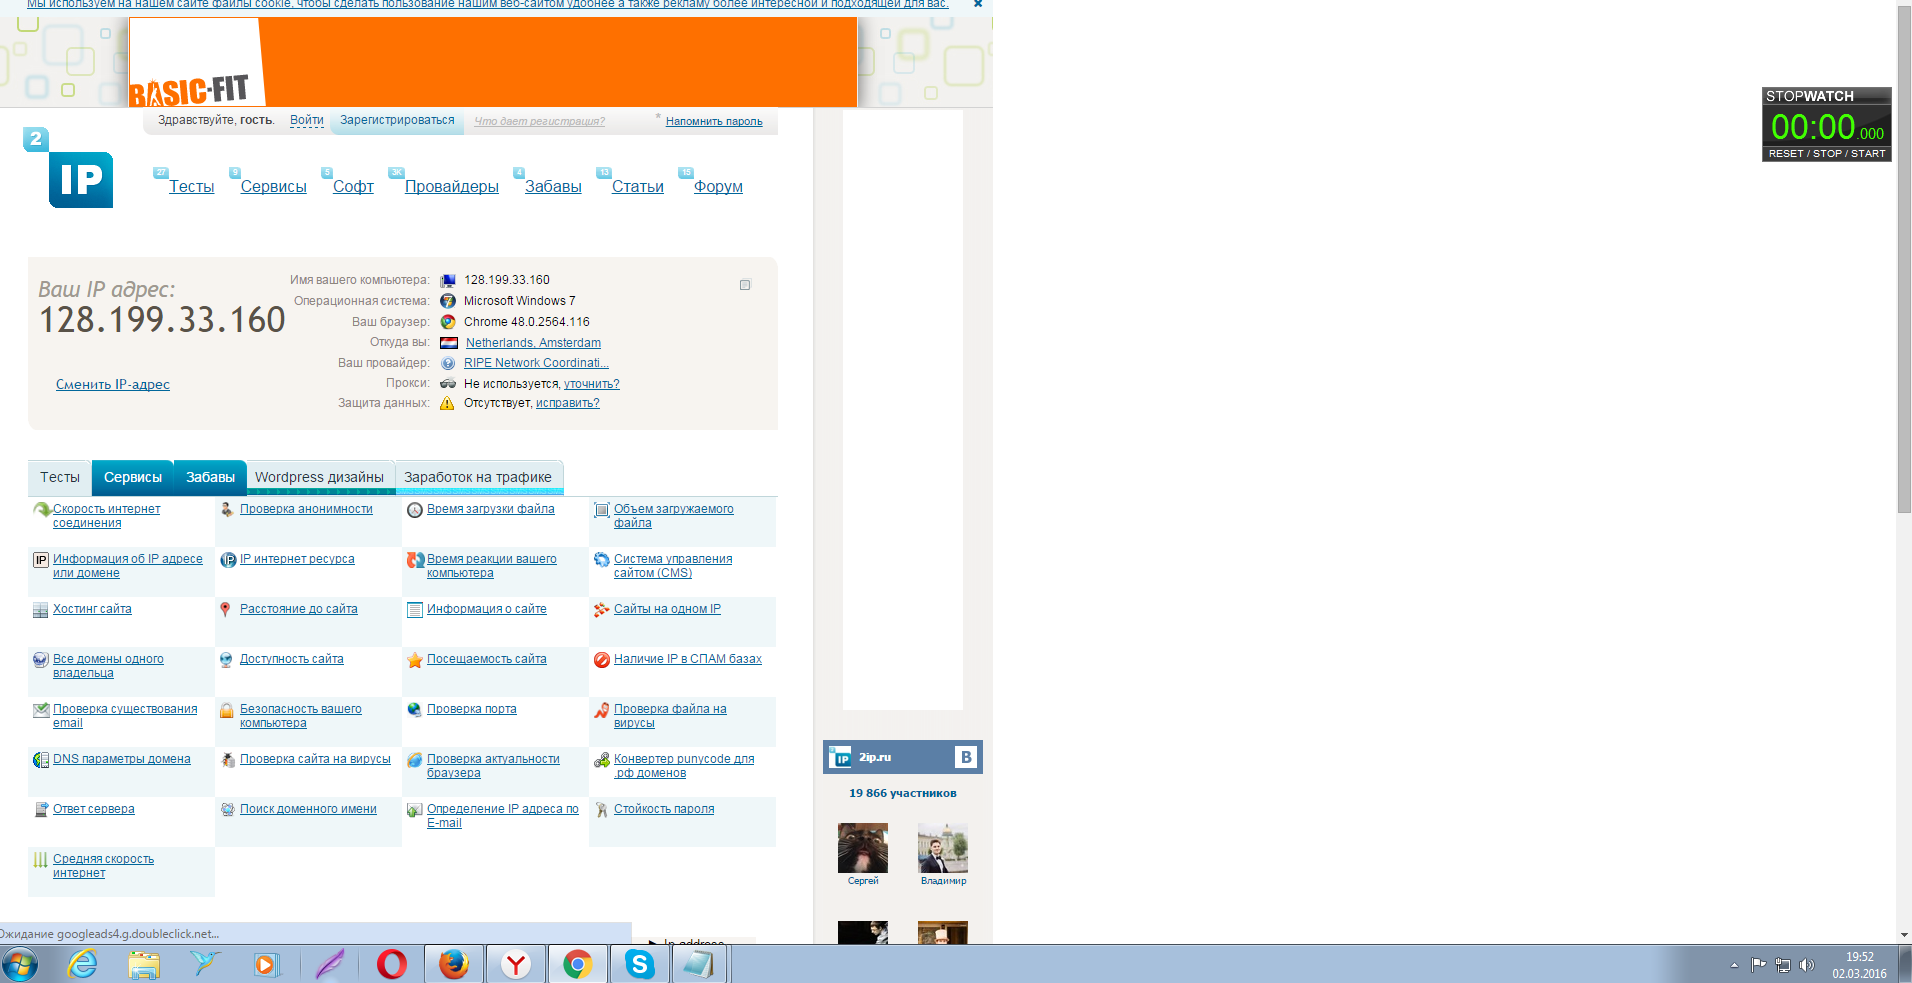 Мы используем на нашем сайте файлы cookie, чтобы сделать пользование нашим веб-сайтом удобнее а также рекламу более интересной и подходящей для вас.
BASIC-FIT
Здравствуйте, гость. Войти Зарегистрироваться Что дает регистрация? * Напомнить пароль
2
IP
27 Тесты 9 Сервисы 5 Софт 3K Провайдеры 4 Забавы 13 Статьи 15 Форум
Ваш IP адрес:
128.199.33.160
Сменить IP-адрес
Имя вашего компьютера: 128.199.33.160
Операционная система: Microsoft Windows 7
Ваш браузер: Chrome 48.0.2564.116
Откуда вы: Netherlands, Amsterdam
Ваш провайдер: RIPE Network Coordinati...
Прокси: Не используется, уточнить?
Защита данных: Отсутствует, исправить?
Тесты Сервисы Забавы Wordpress дизайны Заработок на трафике
Скорость интернет
соединения
Проверка анонимности
Время загрузки файла
Объем загружаемого
файла
IP
Информация об IP адресе
или домене
IP
IP интернет ресурса
Время реакции вашего
компьютера
Система управления
сайтом (CMS)
Хостинг сайта
Расстояние до сайта
Информация о сайте
Сайты на одном IP
Все домены одного
владельца
Доступность сайта
Посещаемость сайта
Наличие IP в СПАМ базах
Проверка существования
email
Безопасность вашего
компьютера
Проверка порта
Проверка файла на
вирусы
DNS параметры домена
Проверка сайта на вирусы
Проверка актуальности
браузера
Конвертер punycode для
.рф доменов
Ответ сервера
Поиск доменного имени
Определение IP адреса по
E-mail
Стойкость пароля
Средняя скорость
интернет
IP 2ip.ru B
19 866 участников
Сергей Владимир
STOPWATCH
00:00.000
RESET / STOP / START
Ожидание googleads4.g.doubleclick.net...
Ip address
19:52
02.03.2016